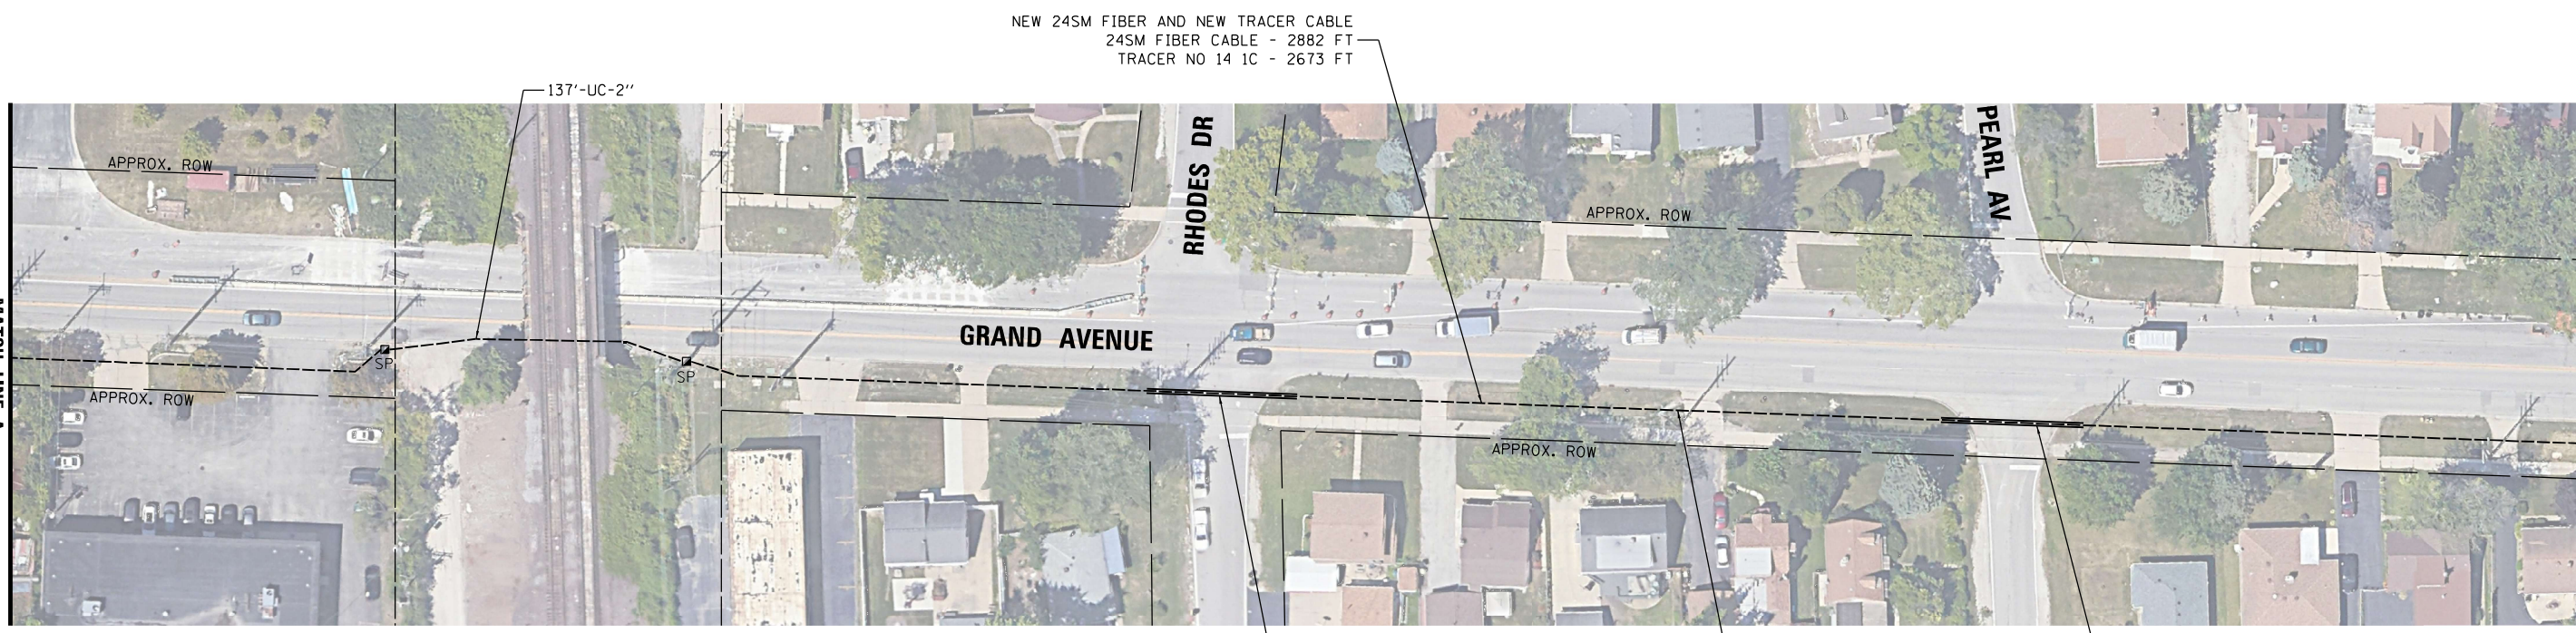 NEW 24SM FIBER AND NEW TRACER CABLE
24SM FIBER CABLE - 2882 FT
TRACER NO 14 1C - 2673 FT
137'-UC-2''
APPROX. ROW
RHODES DR
PEARL AV
APPROX. ROW
GRAND AVENUE
SP
SP
APPROX. ROW
APPROX. ROW